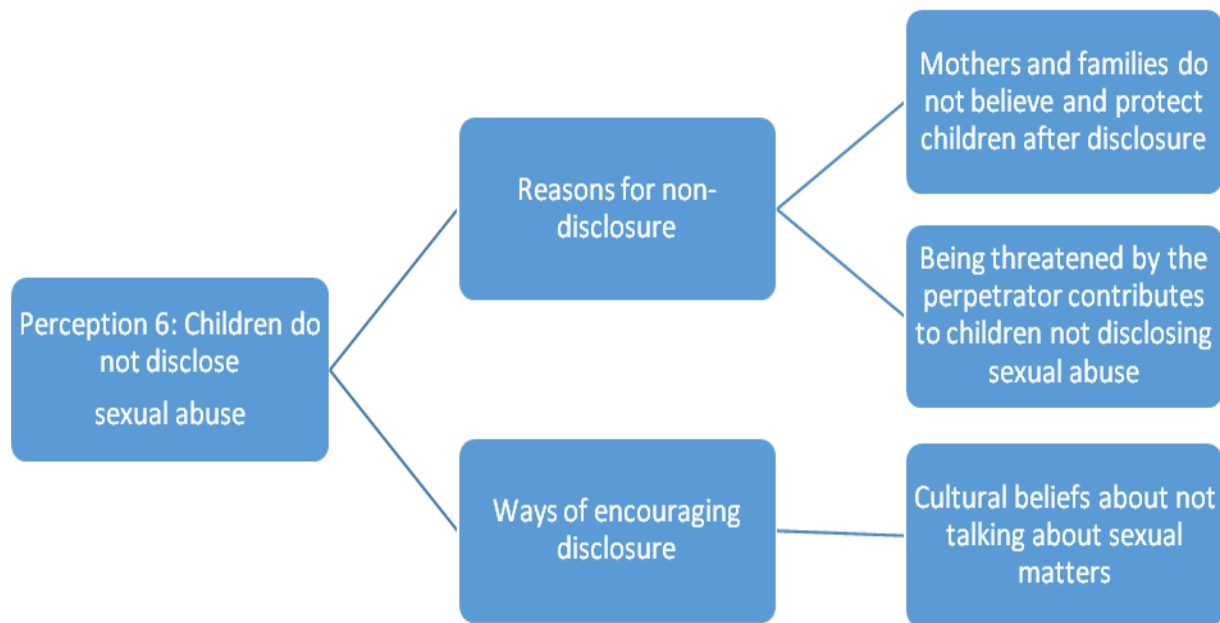 Perception 6: Children do
not disclose
sexual abuse
Reasons for non-
disclosure
Ways of encouraging
disclosure
Mothers and families do
not believe and protect
children after disclosure
Being threatened by the
perpetrator contributes
to children not disclosing
sexual abuse
Cultural beliefs about not
talking about sexual
matters